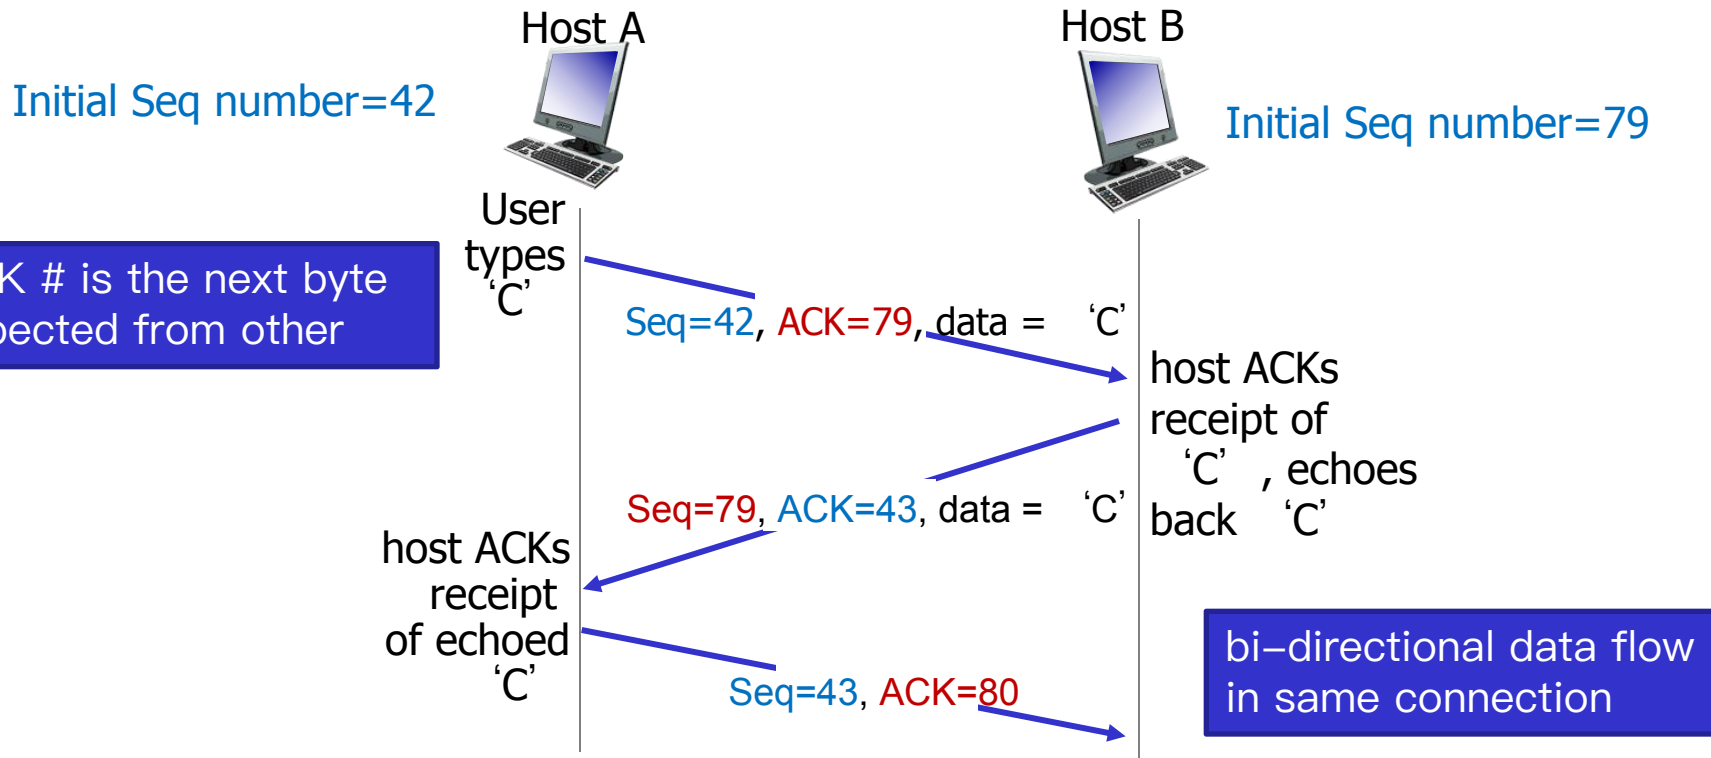 Host A
Host B
Initial Seq number=42
Initial Seq number=79
User
types
‘C’
K # is the next byte
pected from other
Seq=42, ACK=79, data = ‘C’
host ACKs
receipt of
‘C’ , echoes
back ‘C’
Seq=79, ACK=43, data = ‘C’
host ACKs
receipt
of echoed
‘C’
Seq=43, ACK=80
bi–directional data flow
in same connection